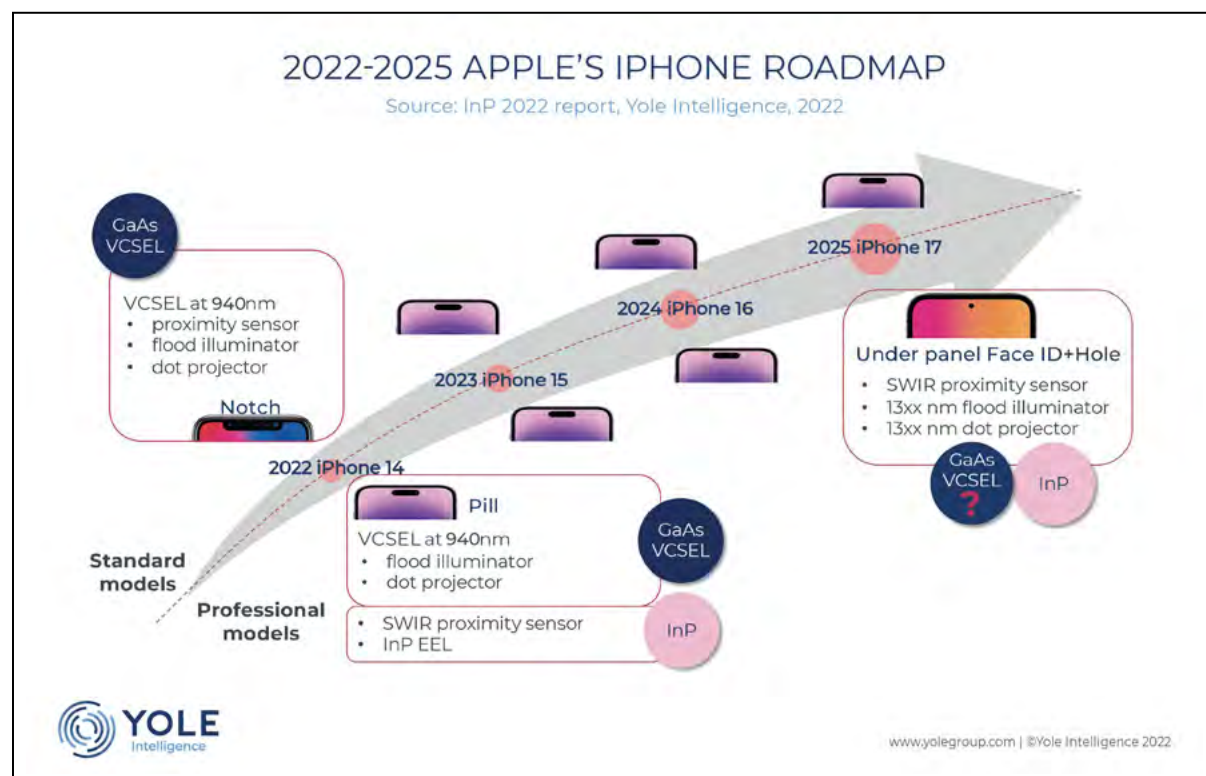 2022-2025 APPLE'S IPHONE ROADMAP
Source: InP 2022 report, Yole Intelligence, 2022
GaAs
VCSEL
VCSEL at 940nm
• proximity sensor
• flood illuminator
• dot projector
Notch
2022 iPhone 14
2023 iPhone 15
2024 iPhone 16
2025 iPhone 17
Under panel Face ID+Hole
• SWIR proximity sensor
• 13xx nm flood illuminator
• 13xx nm dot projector
GaAs
VCSEL
?
InP
Pill
VCSEL at 940nm
• flood illuminator
• dot projector
GaAs
VCSEL
• SWIR proximity sensor
• InP EEL
InP
Standard
models
Professional
models
YOLE
Intelligence
www.yolegroup.com | ©Yole Intelligence 2022